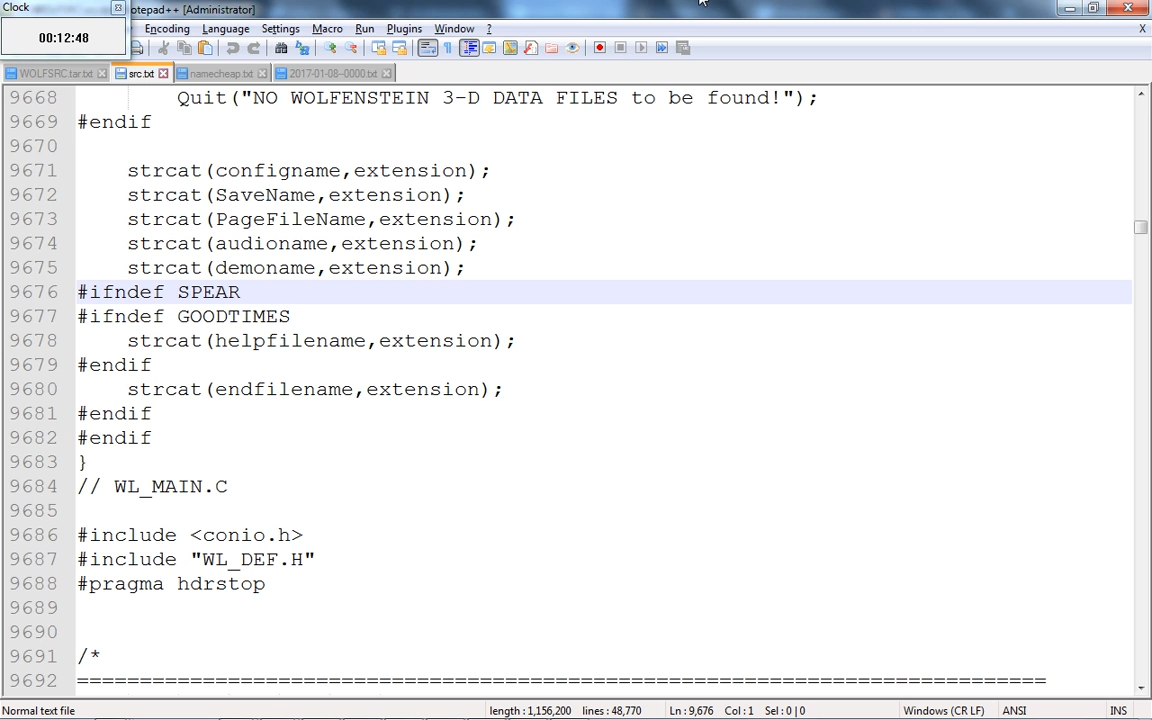 Clock
00:12:48
otepad++ [Administrator]
Encoding Language Settings Macro Run Plugins Window ?
X
WOLFSRC.tar.txt src.txt namecheap.txt 2017-01-08--0000.txt
9668 Quit("NO WOLFENSTEIN 3-D DATA FILES to be found!");
9669 #endif
9670
9671 strcat(configname,extension);
9672 strcat(SaveName,extension);
9673 strcat(PageFileName,extension);
9674 strcat(audioname,extension);
9675 strcat(demoname,extension);
9676 #ifndef SPEAR
9677 #ifndef GOODTIMES
9678 strcat(helpfilename,extension);
9679 #endif
9680 strcat(endfilename,extension);
9681 #endif
9682 #endif
9683 }
9684 // WL_MAIN.C
9685
9686 #include <conio.h>
9687 #include "WL_DEF.H"
9688 #pragma hdrstop
9689
9690
9691 /*
9692 =============================================================================
Normal text file length : 1,156,200 lines : 48,770 Ln : 9,676 Col : 1 Sel : 0 | 0 Windows (CR LF) ANSI INS